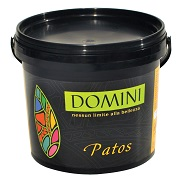 DOMINI
nessun limite alla bellezza
Patos